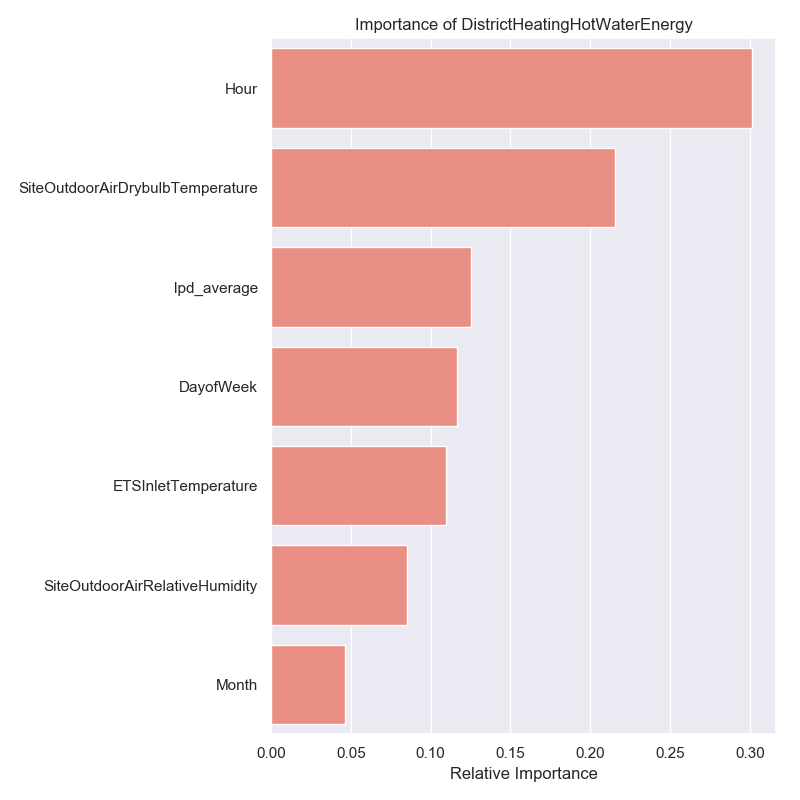 Importance of DistrictHeatingHotWaterEnergy
Hour
SiteOutdoorAirDrybulbTemperature
lpd_average
DayofWeek
ETSInletTemperature
SiteOutdoorAirRelativeHumidity
Month
0.00 0.05 0.10 0.15 0.20 0.25 0.30
Relative Importance